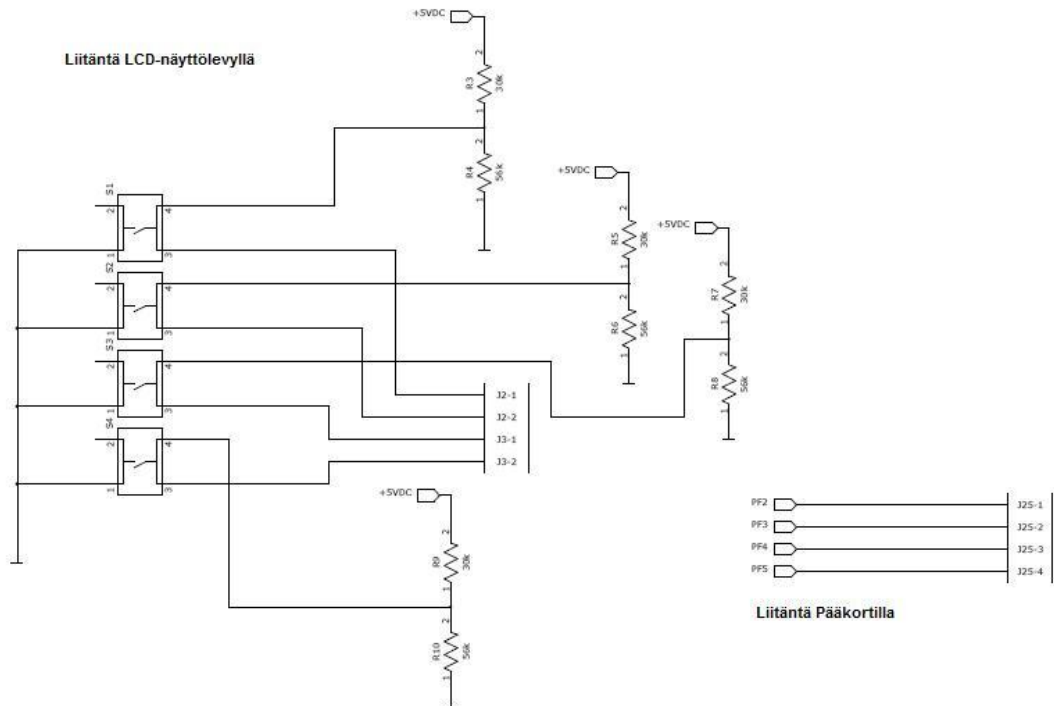 +5VDC
Liitäntä LCD-näyttölevyllä
2
R3
30k
1
2
R4
56k
1
+5VDC
2
R5
30k
1
2
R6
56k
1
+5VDC
2
R7
30k
1
2
R8
56k
1
S1
2
4
1
3
S2
2
4
1
3
S3
2
4
1
3
S4
2
4
1
3
J2-1
J2-2
J3-1
J3-2
+5VDC
2
R9
30k
1
2
R10
56k
1
PF2
J25-1
PF3
J25-2
PF4
J25-3
PF5
J25-4
Liitäntä Pääkortilla